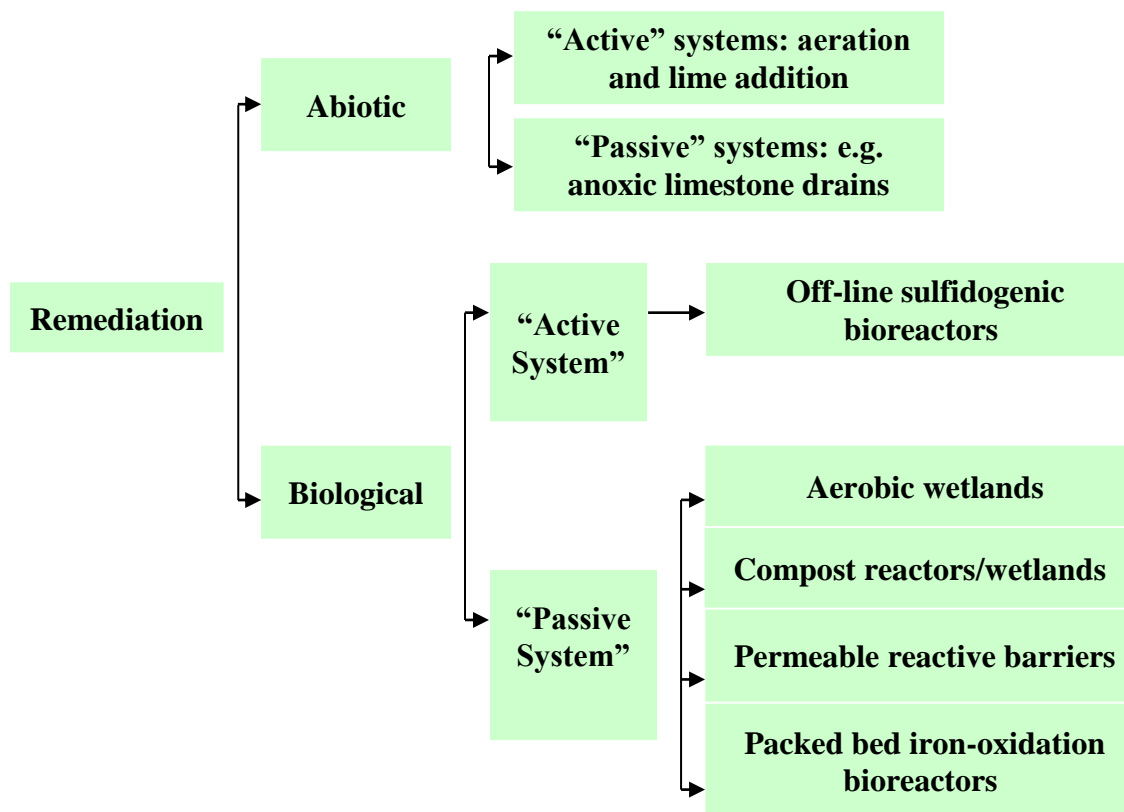 Remediation
Abiotic
“Active” systems: aeration
and lime addition
“Passive” systems: e.g.
anoxic limestone drains
Biological
“Active
System”
Off-line sulfidogenic
bioreactors
“Passive
System”
Aerobic wetlands
Compost reactors/wetlands
Permeable reactive barriers
Packed bed iron-oxidation
bioreactors